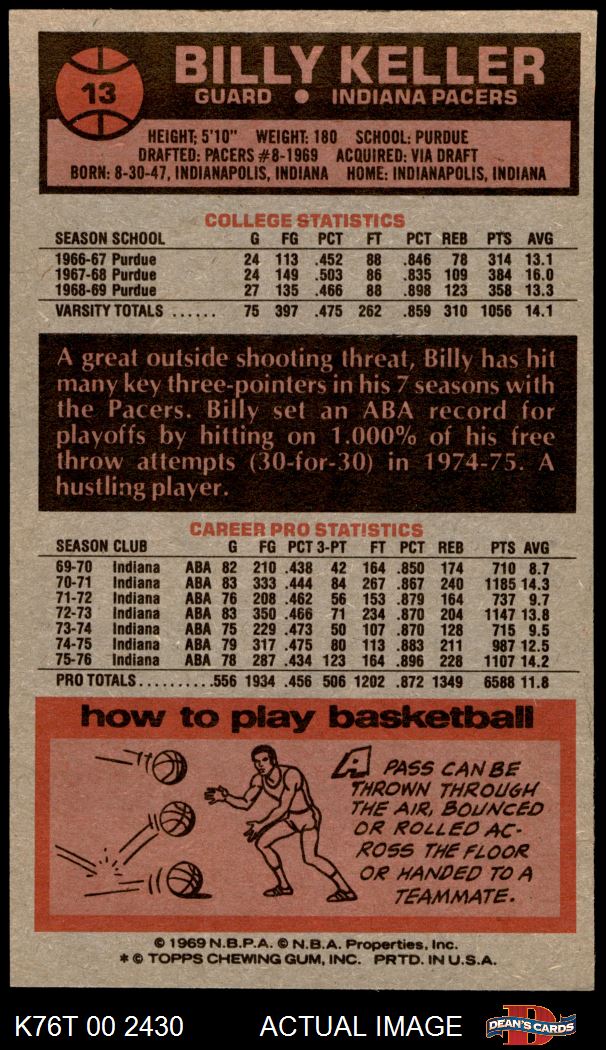 13
BILLY KELLER
GUARD • INDIANA PACERS
HEIGHT: 5'10" WEIGHT: 180 SCHOOL: PURDUE
DRAFTED: PACERS #8-1969 ACQUIRED: VIA DRAFT
BORN: 8-30-47, INDIANAPOLIS, INDIANA HOME: INDIANAPOLIS, INDIANA
COLLEGE STATISTICS
SEASON SCHOOL G FG PCT FT PCT REB PTS AVG
1966-67 Purdue 24 113 .452 88 .846 78 314 13.1
1967-68 Purdue 24 149 .503 86 .835 109 384 16.0
1968-69 Purdue 27 135 .466 88 .898 123 358 13.3
VARSITY TOTALS ...... 75 397 .475 262 .859 310 1056 14.1
A great outside shooting threat, Billy has hit
many key three-pointers in his 7 seasons with
the Pacers. Billy set an ABA record for
playoffs by hitting on 1.000% of his free
throw attempts (30-for-30) in 1974-75. A
hustling player.
CAREER PRO STATISTICS
SEASON CLUB G FG PCT 3-PT FT PCT REB PTS AVG
69-70 Indiana ABA 82 210 .438 42 164 .850 174 710 8.7
70-71 Indiana ABA 83 333 .444 84 267 .867 240 1185 14.3
71-72 Indiana ABA 76 208 .462 56 153 .879 164 737 9.7
72-73 Indiana ABA 83 350 .466 71 234 .870 204 1147 13.8
73-74 Indiana ABA 75 229 .473 50 107 .870 128 715 9.5
74-75 Indiana ABA 79 317 .475 80 113 .883 211 987 12.5
75-76 Indiana ABA 78 287 .434 123 164 .896 228 1107 14.2
PRO TOTALS..........556 1934 .456 506 1202 .872 1349 6588 11.8
how to play basketball
A PASS CAN BE
THROWN THROUGH
THE AIR, BOUNCED
OR ROLLED AC-
ROSS THE FLOOR
OR HANDED TO A
TEAMMATE.
© 1969 N.B.P.A. © N.B.A. Properties, Inc.
* © TOPPS CHEWING GUM, INC. PRTD. IN U.S.A.
K76T 00 2430 ACTUAL IMAGE
D
DEAN'S CARDS